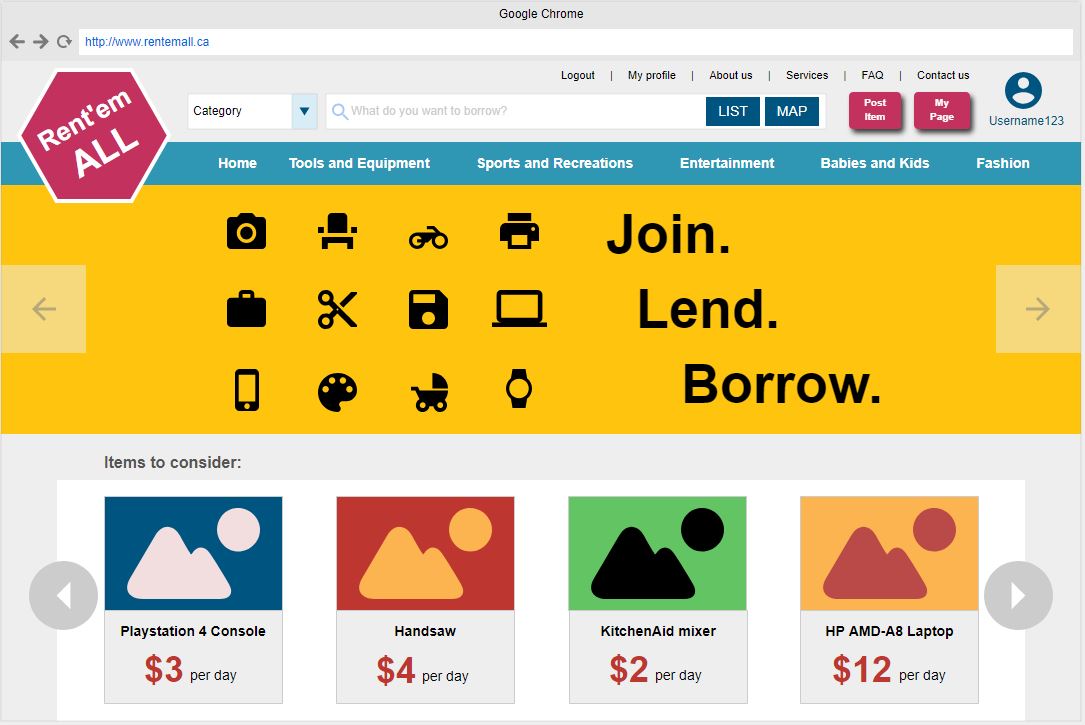 Google Chrome
http://www.rentemall.ca
Logout | My profile | About us | Services | FAQ | Contact us
Rent'em
ALL
Category
What do you want to borrow?
LIST
MAP
Post
Item
My
Page
Username123
Home Tools and Equipment Sports and Recreations Entertainment Babies and Kids Fashion
Join.
Lend.
Borrow.
Items to consider:
Playstation 4 Console
$3 per day
Handsaw
$4 per day
KitchenAid mixer
$2 per day
HP AMD-A8 Laptop
$12 per day